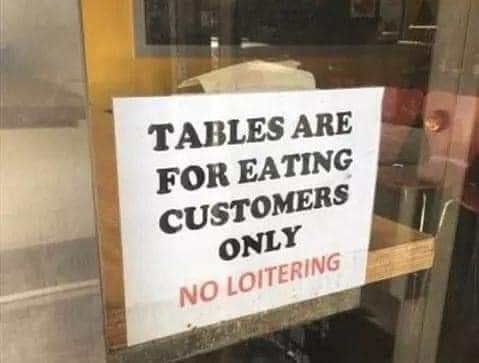 TABLES ARE
FOR EATING
CUSTOMERS
ONLY
NO LOITERING